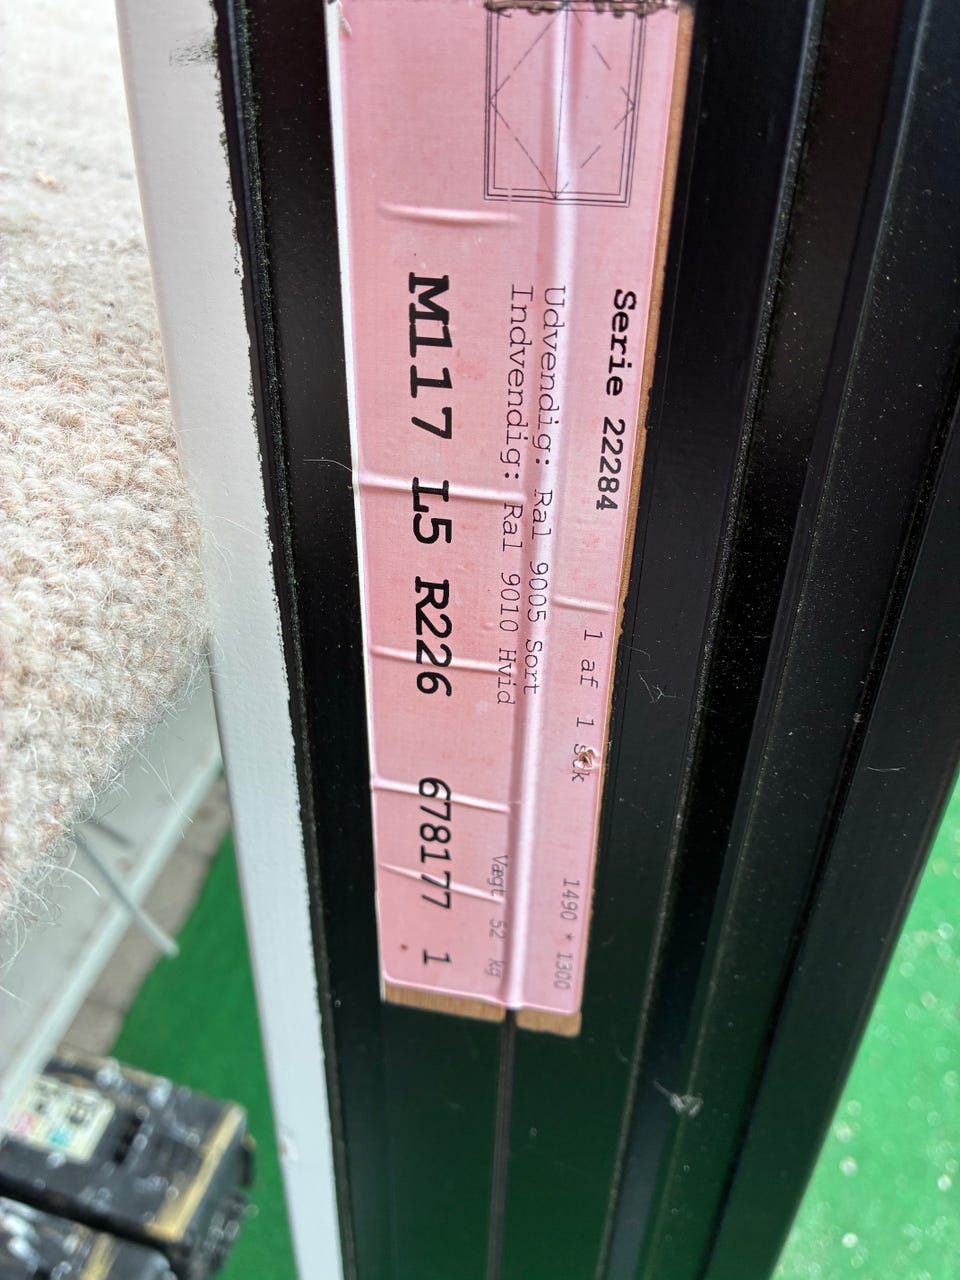 Serie 22284
1 af 1 stk
1490 * 1300
Udvendig: Ral 9005 Sort
Indvendig: Ral 9010 Hvid
Vægt 52 kg
M117 L5 R226 678177 1